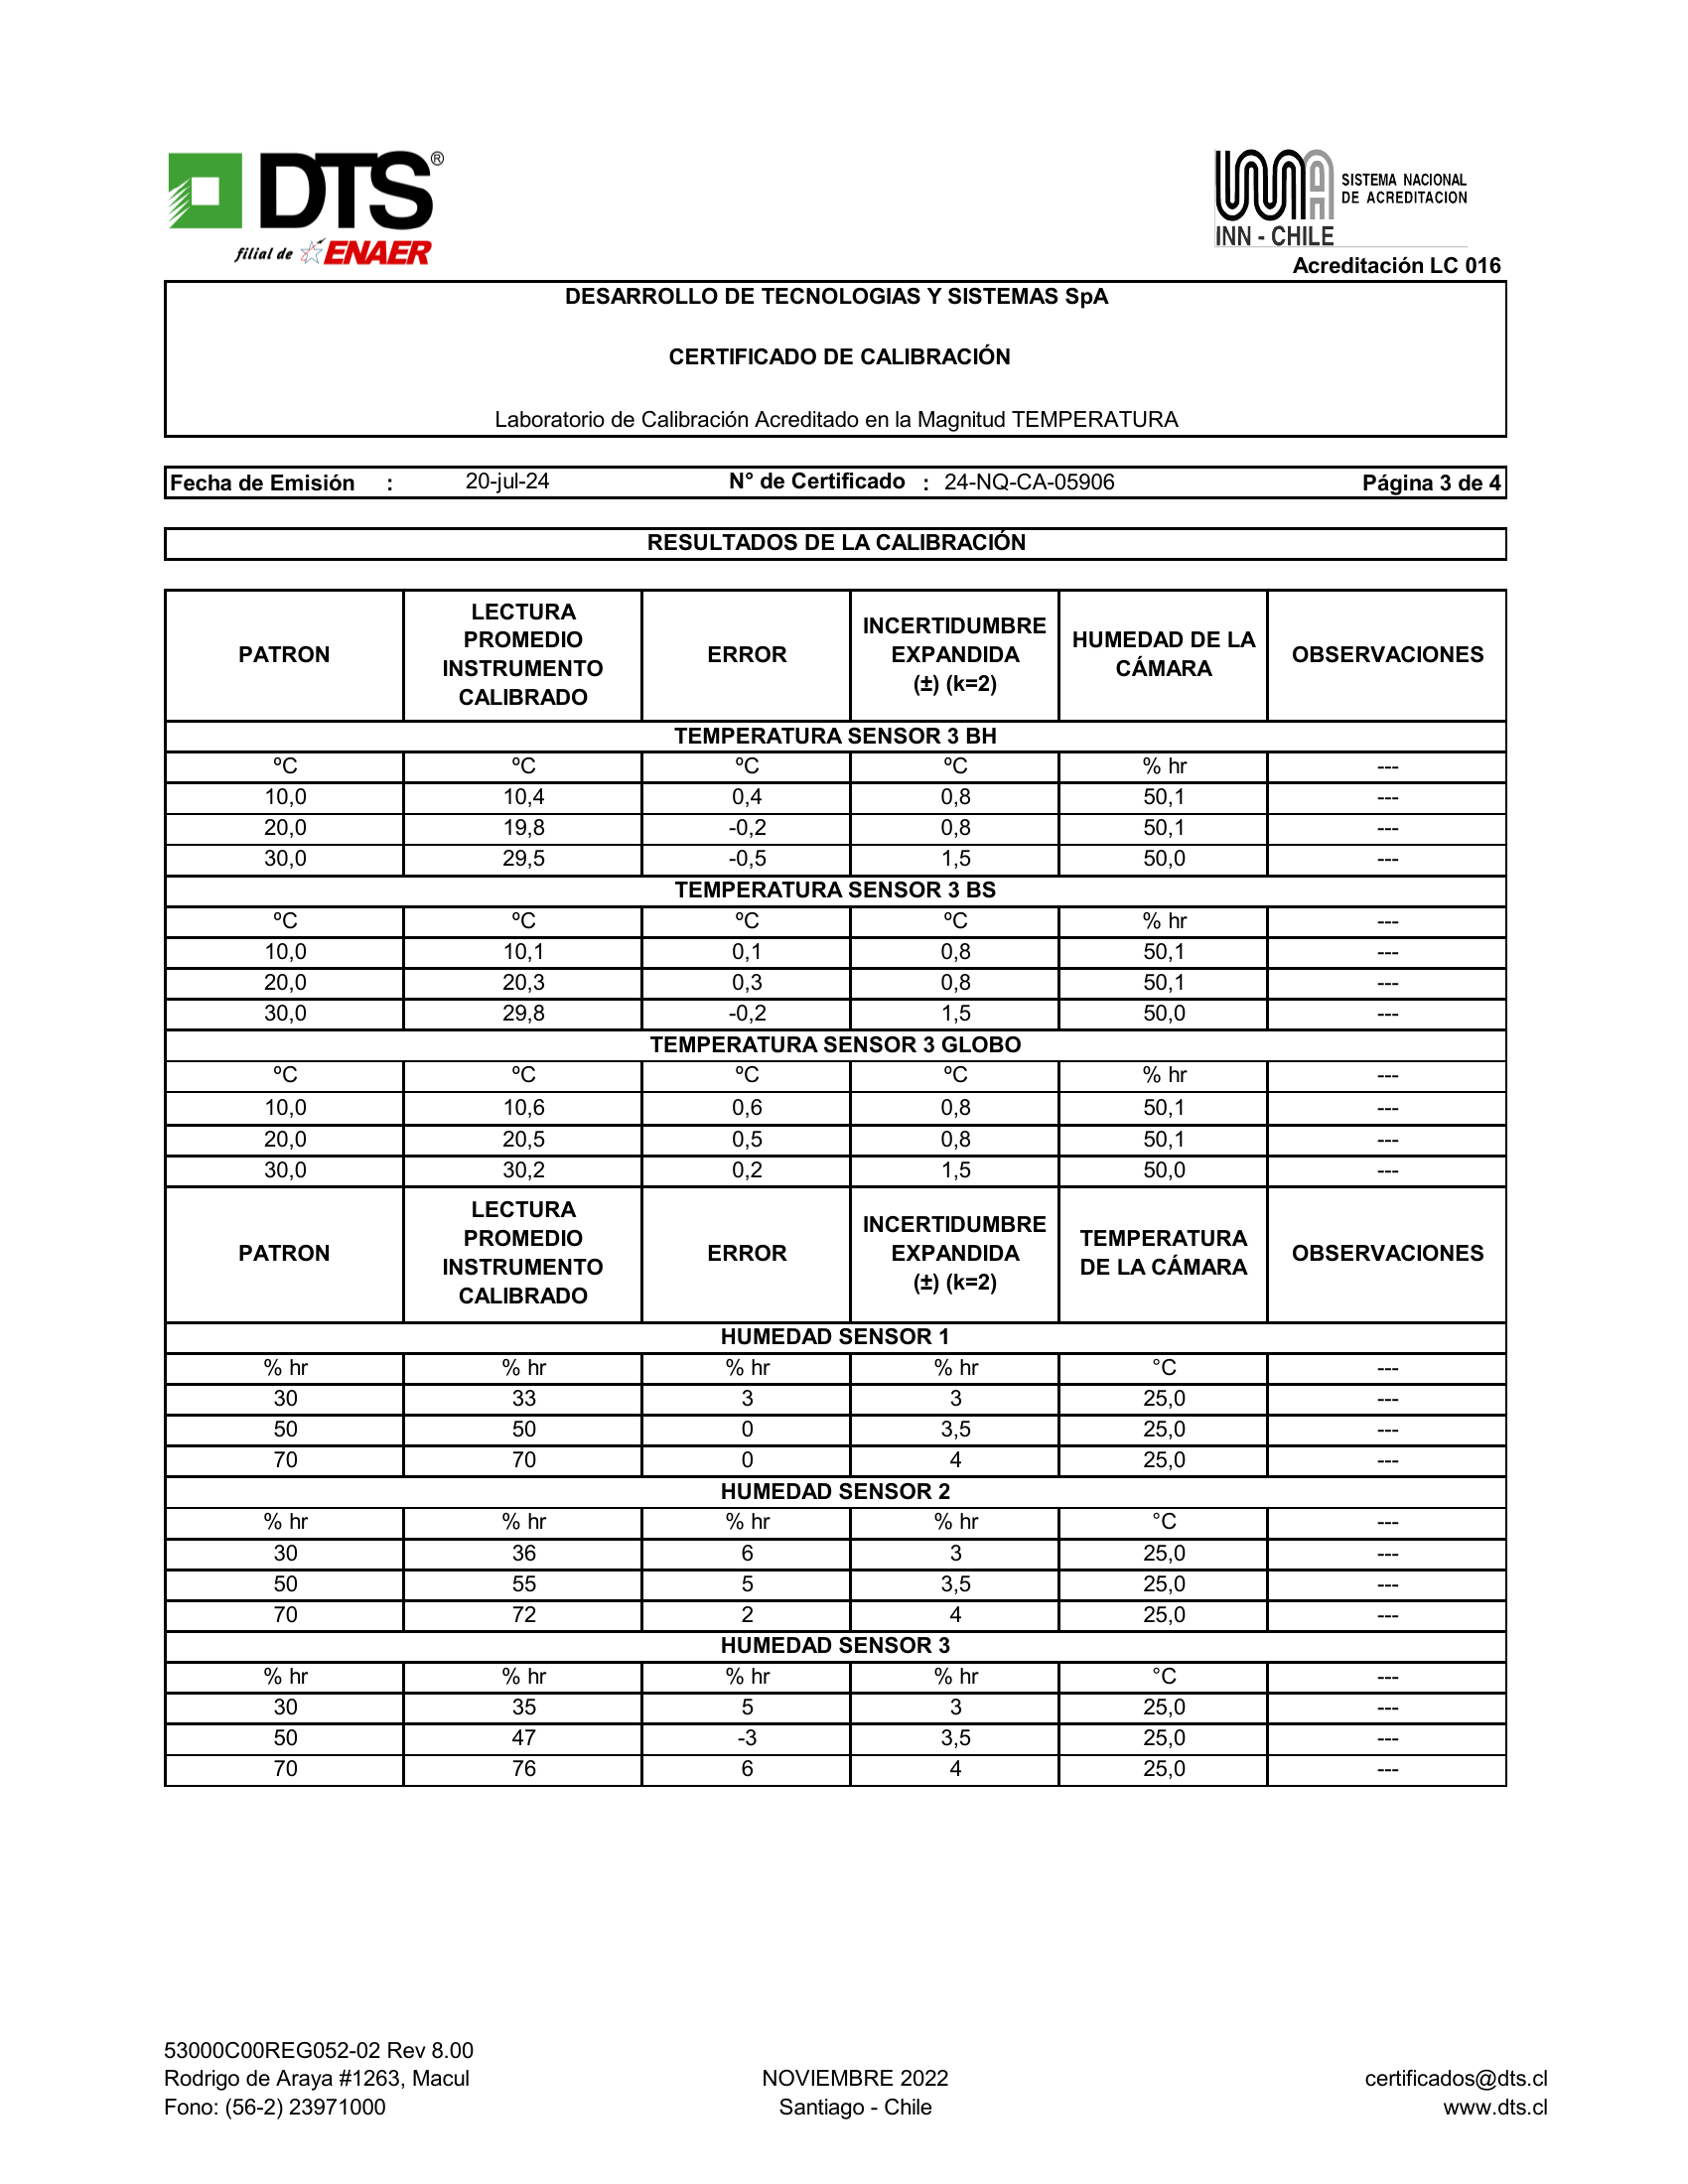 DTS®
filial de ENAER
SISTEMA NACIONAL
DE ACREDITACION
INN - CHILE
Acreditación LC 016
DESARROLLO DE TECNOLOGIAS Y SISTEMAS SpA
CERTIFICADO DE CALIBRACIÓN
Laboratorio de Calibración Acreditado en la Magnitud TEMPERATURA
Fecha de Emisión : 20-jul-24 N° de Certificado : 24-NQ-CA-05906 Página 3 de 4
RESULTADOS DE LA CALIBRACIÓN
PATRON LECTURA PROMEDIO INSTRUMENTO CALIBRADO ERROR INCERTIDUMBRE EXPANDIDA (±) (k=2) HUMEDAD DE LA CÁMARA OBSERVACIONES
TEMPERATURA SENSOR 3 BH
ºC ºC ºC ºC % hr ---
10,0 10,4 0,4 0,8 50,1 ---
20,0 19,8 -0,2 0,8 50,1 ---
30,0 29,5 -0,5 1,5 50,0 ---
TEMPERATURA SENSOR 3 BS
ºC ºC ºC ºC % hr ---
10,0 10,1 0,1 0,8 50,1 ---
20,0 20,3 0,3 0,8 50,1 ---
30,0 29,8 -0,2 1,5 50,0 ---
TEMPERATURA SENSOR 3 GLOBO
ºC ºC ºC ºC % hr ---
10,0 10,6 0,6 0,8 50,1 ---
20,0 20,5 0,5 0,8 50,1 ---
30,0 30,2 0,2 1,5 50,0 ---
PATRON LECTURA PROMEDIO INSTRUMENTO CALIBRADO ERROR INCERTIDUMBRE EXPANDIDA (±) (k=2) TEMPERATURA DE LA CÁMARA OBSERVACIONES
HUMEDAD SENSOR 1
% hr % hr % hr % hr °C ---
30 33 3 3 25,0 ---
50 50 0 3,5 25,0 ---
70 70 0 4 25,0 ---
HUMEDAD SENSOR 2
% hr % hr % hr % hr °C ---
30 36 6 3 25,0 ---
50 55 5 3,5 25,0 ---
70 72 2 4 25,0 ---
HUMEDAD SENSOR 3
% hr % hr % hr % hr °C ---
30 35 5 3 25,0 ---
50 47 -3 3,5 25,0 ---
70 76 6 4 25,0 ---
53000C00REG052-02 Rev 8.00
Rodrigo de Araya #1263, Macul NOVIEMBRE 2022 certificados@dts.cl
Fono: (56-2) 23971000 Santiago - Chile www.dts.cl